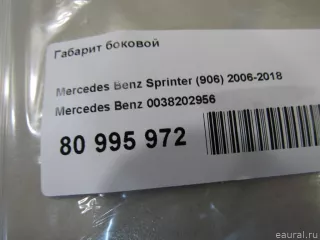 Габарит боковой
Mercedes Benz Sprinter (906) 2006-2018
Mercedes Benz 0038202956
80 995 972
© eaural.ru